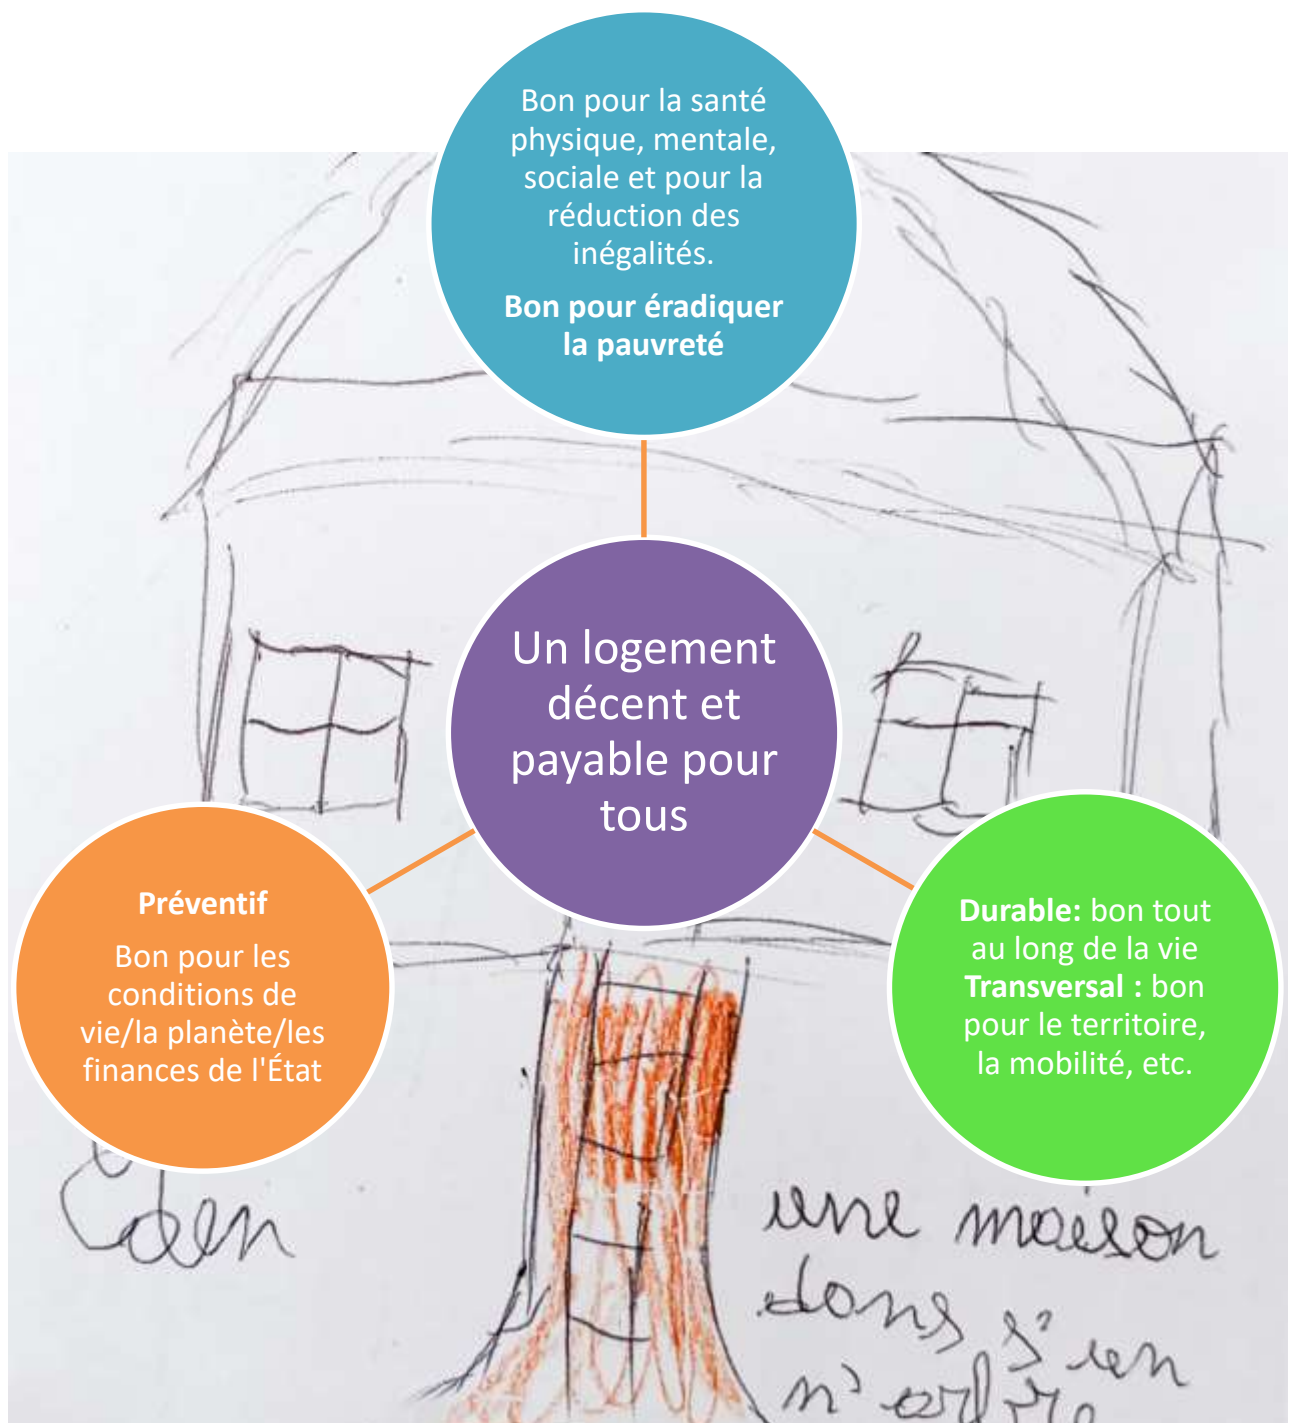 Bon pour la santé
physique, mentale,
sociale et pour la
réduction des
inégalités.
Bon pour éradiquer
la pauvreté
Un logement
décent et
payable pour
tous
Préventif
Bon pour les
conditions de
vie/la planète/les
finances de l'État
Durable: bon tout
au long de la vie
Transversal : bon
pour le territoire,
la mobilité, etc.
Eden
une maison
dans s'un